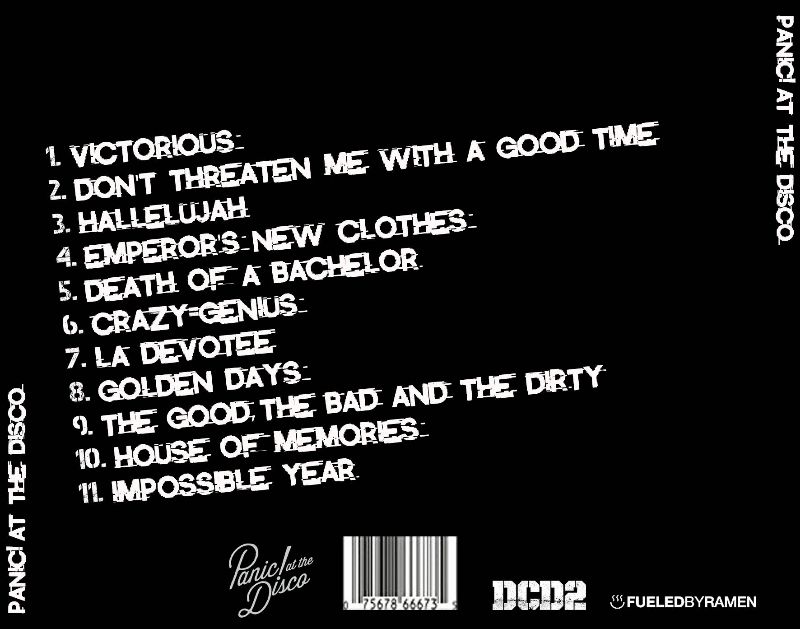 PANIC! AT THE DISCO
1. VICTORIOUS
2. DON'T THREATEN ME WITH A GOOD TIME
3. HALLELUJAH
4. EMPEROR'S NEW CLOTHES
5. DEATH OF A BACHELOR
6. CRAZY=GENIUS
7. LA DEVOTEE
8. GOLDEN DAYS
9. THE GOOD, THE BAD AND THE DIRTY
10. HOUSE OF MEMORIES
11. IMPOSSIBLE YEAR
PANIC! AT THE DISCO
Panic! at the
Disco
0 75678 66673 9
DCD2
FUELEDBYRAMEN